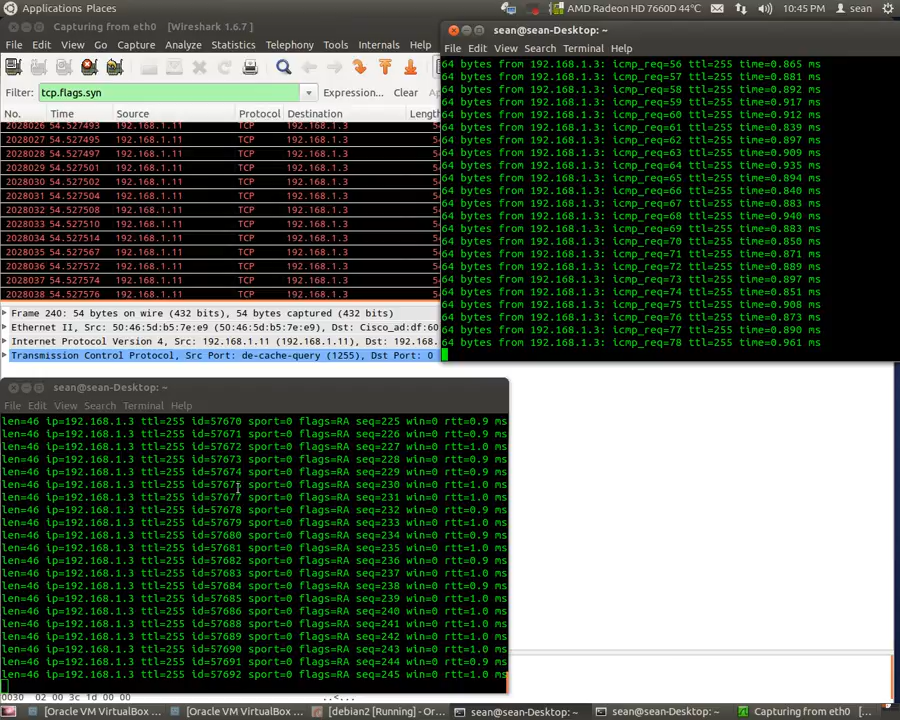 Applications Places
AMD Radeon HD 7660D 44°C
10:45 PM
sean
Capturing from eth0 [Wireshark 1.6.7 ]
File Edit View Go Capture Analyze Statistics Telephony Tools Internals Help
Filter: tcp.flags.syn Expression... Clear
No. Time Source Protocol Destination Length
2028026 54.527493 192.168.1.11 TCP 192.168.1.3
2028027 54.527495 192.168.1.11 TCP 192.168.1.3
2028028 54.527497 192.168.1.11 TCP 192.168.1.3
2028029 54.527501 192.168.1.11 TCP 192.168.1.3
2028030 54.527502 192.168.1.11 TCP 192.168.1.3
2028031 54.527504 192.168.1.11 TCP 192.168.1.3
2028032 54.527508 192.168.1.11 TCP 192.168.1.3
2028033 54.527510 192.168.1.11 TCP 192.168.1.3
2028034 54.527514 192.168.1.11 TCP 192.168.1.3
2028035 54.527567 192.168.1.11 TCP 192.168.1.3
2028036 54.527572 192.168.1.11 TCP 192.168.1.3
2028037 54.527574 192.168.1.11 TCP 192.168.1.3
2028038 54.527576 192.168.1.11 TCP 192.168.1.3
Frame 240: 54 bytes on wire (432 bits), 54 bytes captured (432 bits)
Ethernet II, Src: 50:46:5d:b5:7e:e9 (50:46:5d:b5:7e:e9), Dst: Cisco_ad:df:60
Internet Protocol Version 4, Src: 192.168.1.11 (192.168.1.11), Dst: 192.168.
Transmission Control Protocol, Src Port: de-cache-query (1255), Dst Port: 0
sean@sean-Desktop: ~
File Edit View Search Terminal Help
64 bytes from 192.168.1.3: icmp_req=56 ttl=255 time=0.865 ms
64 bytes from 192.168.1.3: icmp_req=57 ttl=255 time=0.881 ms
64 bytes from 192.168.1.3: icmp_req=58 ttl=255 time=0.892 ms
64 bytes from 192.168.1.3: icmp_req=59 ttl=255 time=0.917 ms
64 bytes from 192.168.1.3: icmp_req=60 ttl=255 time=0.912 ms
64 bytes from 192.168.1.3: icmp_req=61 ttl=255 time=0.839 ms
64 bytes from 192.168.1.3: icmp_req=62 ttl=255 time=0.897 ms
64 bytes from 192.168.1.3: icmp_req=63 ttl=255 time=0.909 ms
64 bytes from 192.168.1.3: icmp_req=64 ttl=255 time=0.935 ms
64 bytes from 192.168.1.3: icmp_req=65 ttl=255 time=0.894 ms
64 bytes from 192.168.1.3: icmp_req=66 ttl=255 time=0.840 ms
64 bytes from 192.168.1.3: icmp_req=67 ttl=255 time=0.883 ms
64 bytes from 192.168.1.3: icmp_req=68 ttl=255 time=0.940 ms
64 bytes from 192.168.1.3: icmp_req=69 ttl=255 time=0.883 ms
64 bytes from 192.168.1.3: icmp_req=70 ttl=255 time=0.850 ms
64 bytes from 192.168.1.3: icmp_req=71 ttl=255 time=0.871 ms
64 bytes from 192.168.1.3: icmp_req=72 ttl=255 time=0.889 ms
64 bytes from 192.168.1.3: icmp_req=73 ttl=255 time=0.897 ms
64 bytes from 192.168.1.3: icmp_req=74 ttl=255 time=0.851 ms
64 bytes from 192.168.1.3: icmp_req=75 ttl=255 time=0.908 ms
64 bytes from 192.168.1.3: icmp_req=76 ttl=255 time=0.873 ms
64 bytes from 192.168.1.3: icmp_req=77 ttl=255 time=0.890 ms
64 bytes from 192.168.1.3: icmp_req=78 ttl=255 time=0.961 ms
sean@sean-Desktop: ~
File Edit View Search Terminal Help
len=46 ip=192.168.1.3 ttl=255 id=57670 sport=0 flags=RA seq=225 win=0 rtt=0.9 ms
len=46 ip=192.168.1.3 ttl=255 id=57671 sport=0 flags=RA seq=226 win=0 rtt=0.9 ms
len=46 ip=192.168.1.3 ttl=255 id=57672 sport=0 flags=RA seq=227 win=0 rtt=1.0 ms
len=46 ip=192.168.1.3 ttl=255 id=57673 sport=0 flags=RA seq=228 win=0 rtt=0.9 ms
len=46 ip=192.168.1.3 ttl=255 id=57674 sport=0 flags=RA seq=229 win=0 rtt=1.0 ms
len=46 ip=192.168.1.3 ttl=255 id=57675 sport=0 flags=RA seq=230 win=0 rtt=1.0 ms
len=46 ip=192.168.1.3 ttl=255 id=57677 sport=0 flags=RA seq=231 win=0 rtt=1.0 ms
len=46 ip=192.168.1.3 ttl=255 id=57678 sport=0 flags=RA seq=232 win=0 rtt=0.9 ms
len=46 ip=192.168.1.3 ttl=255 id=57679 sport=0 flags=RA seq=233 win=0 rtt=1.0 ms
len=46 ip=192.168.1.3 ttl=255 id=57680 sport=0 flags=RA seq=234 win=0 rtt=0.9 ms
len=46 ip=192.168.1.3 ttl=255 id=57681 sport=0 flags=RA seq=235 win=0 rtt=1.0 ms
len=46 ip=192.168.1.3 ttl=255 id=57682 sport=0 flags=RA seq=236 win=0 rtt=0.9 ms
len=46 ip=192.168.1.3 ttl=255 id=57683 sport=0 flags=RA seq=237 win=0 rtt=1.0 ms
len=46 ip=192.168.1.3 ttl=255 id=57684 sport=0 flags=RA seq=238 win=0 rtt=0.9 ms
len=46 ip=192.168.1.3 ttl=255 id=57685 sport=0 flags=RA seq=239 win=0 rtt=1.0 ms
len=46 ip=192.168.1.3 ttl=255 id=57686 sport=0 flags=RA seq=240 win=0 rtt=1.0 ms
len=46 ip=192.168.1.3 ttl=255 id=57688 sport=0 flags=RA seq=241 win=0 rtt=1.0 ms
len=46 ip=192.168.1.3 ttl=255 id=57689 sport=0 flags=RA seq=242 win=0 rtt=1.0 ms
len=46 ip=192.168.1.3 ttl=255 id=57690 sport=0 flags=RA seq=243 win=0 rtt=1.0 ms
len=46 ip=192.168.1.3 ttl=255 id=57691 sport=0 flags=RA seq=244 win=0 rtt=0.9 ms
len=46 ip=192.168.1.3 ttl=255 id=57692 sport=0 flags=RA seq=245 win=0 rtt=1.0 ms
0030 02 00 3c 1d 00 00 ..<...
[Oracle VM VirtualBox ... [Oracle VM VirtualBox ... [debian2 [Running] - Or... sean@sean-Desktop: ~ sean@sean-Desktop: ~ Capturing from eth0 [...